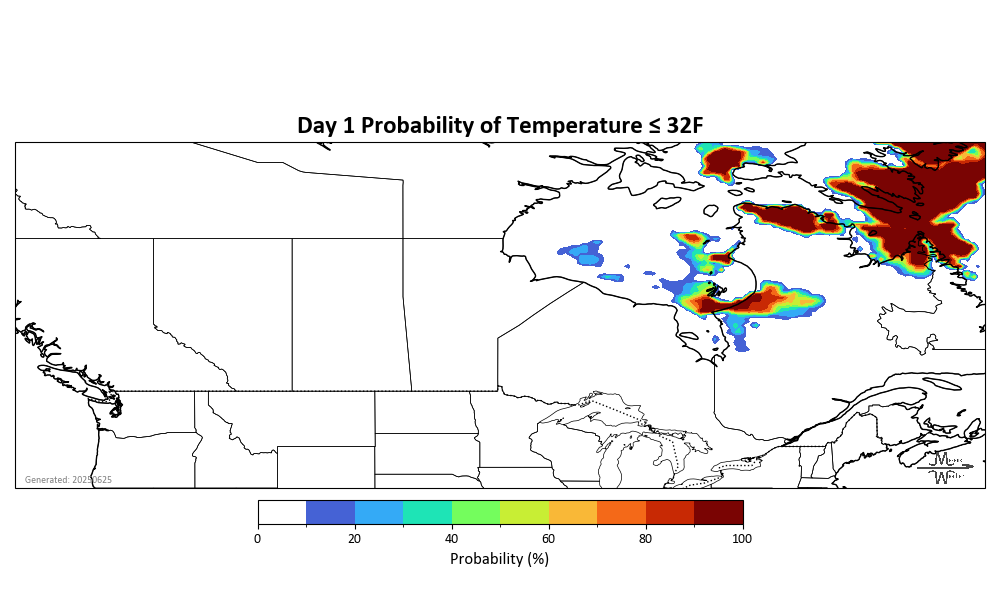 Day 1 Probability of Temperature ≤ 32F
Generated: 20250625
0 20 40 60 80 100
Probability (%)